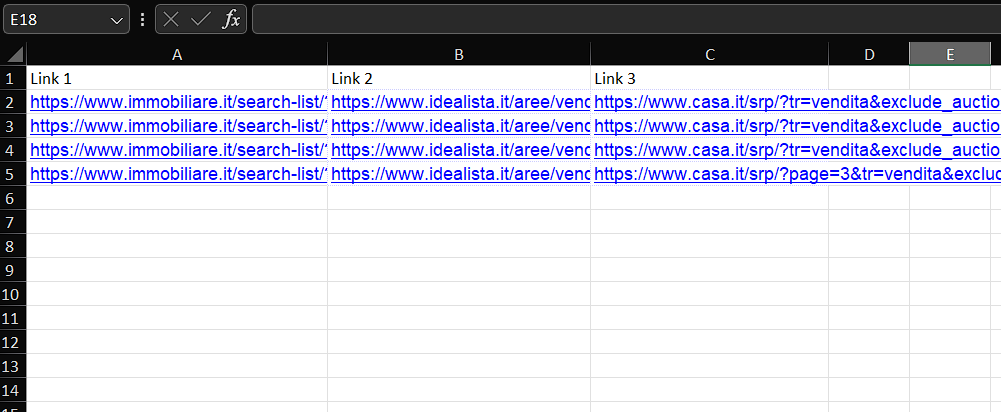 E18
fx
A B C D E
1 Link 1 Link 2 Link 3
2 https://www.immobiliare.it/search-list/? https://www.idealista.it/aree/venc https://www.casa.it/srp/?tr=vendita&exclude_auctio
3 https://www.immobiliare.it/search-list/? https://www.idealista.it/aree/venc https://www.casa.it/srp/?tr=vendita&exclude_auctio
4 https://www.immobiliare.it/search-list/? https://www.idealista.it/aree/venc https://www.casa.it/srp/?tr=vendita&exclude_auctio
5 https://www.immobiliare.it/search-list/? https://www.idealista.it/aree/venc https://www.casa.it/srp/?page=3&tr=vendita&exclud
6
7
8
9
10
11
12
13
14